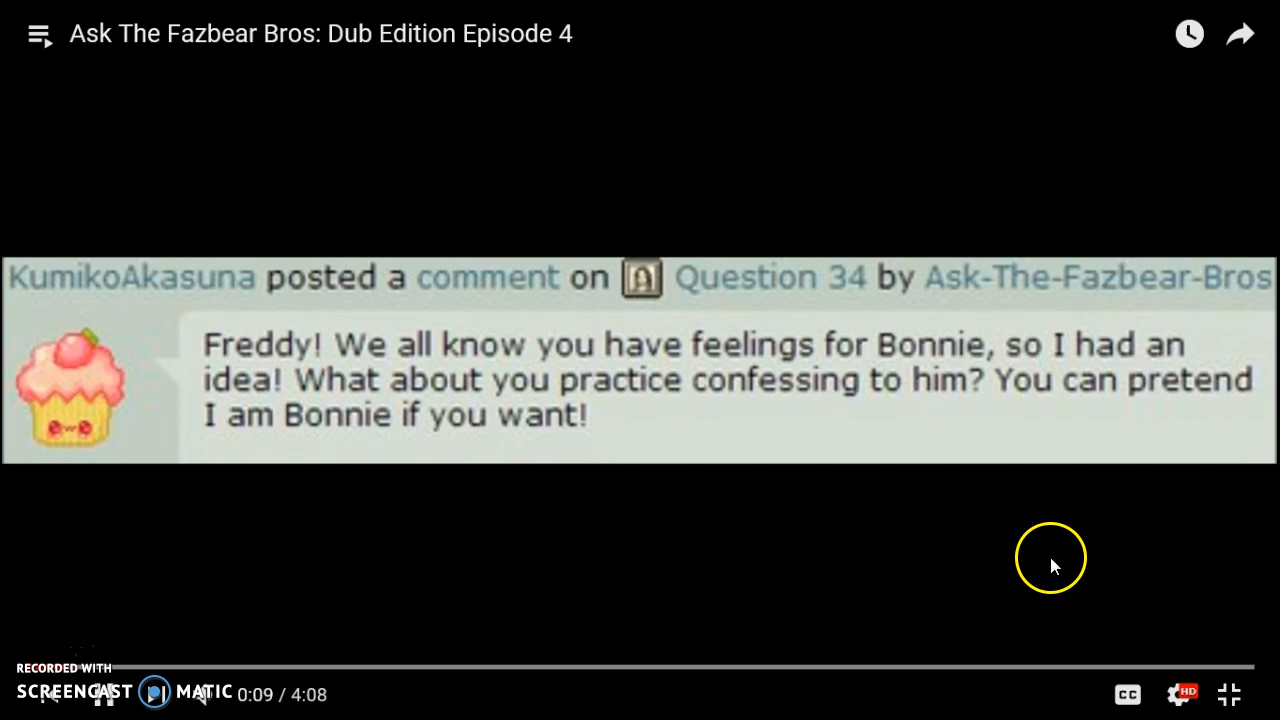 Ask The Fazbear Bros: Dub Edition Episode 4
KumikoAkasuna posted a comment on Question 34 by Ask-The-Fazbear-Bros
Freddy! We all know you have feelings for Bonnie, so I had an
idea! What about you practice confessing to him? You can pretend
I am Bonnie if you want!
RECORDED WITH
SCREENCAST MATIC
0:09 / 4:08
CC
HD